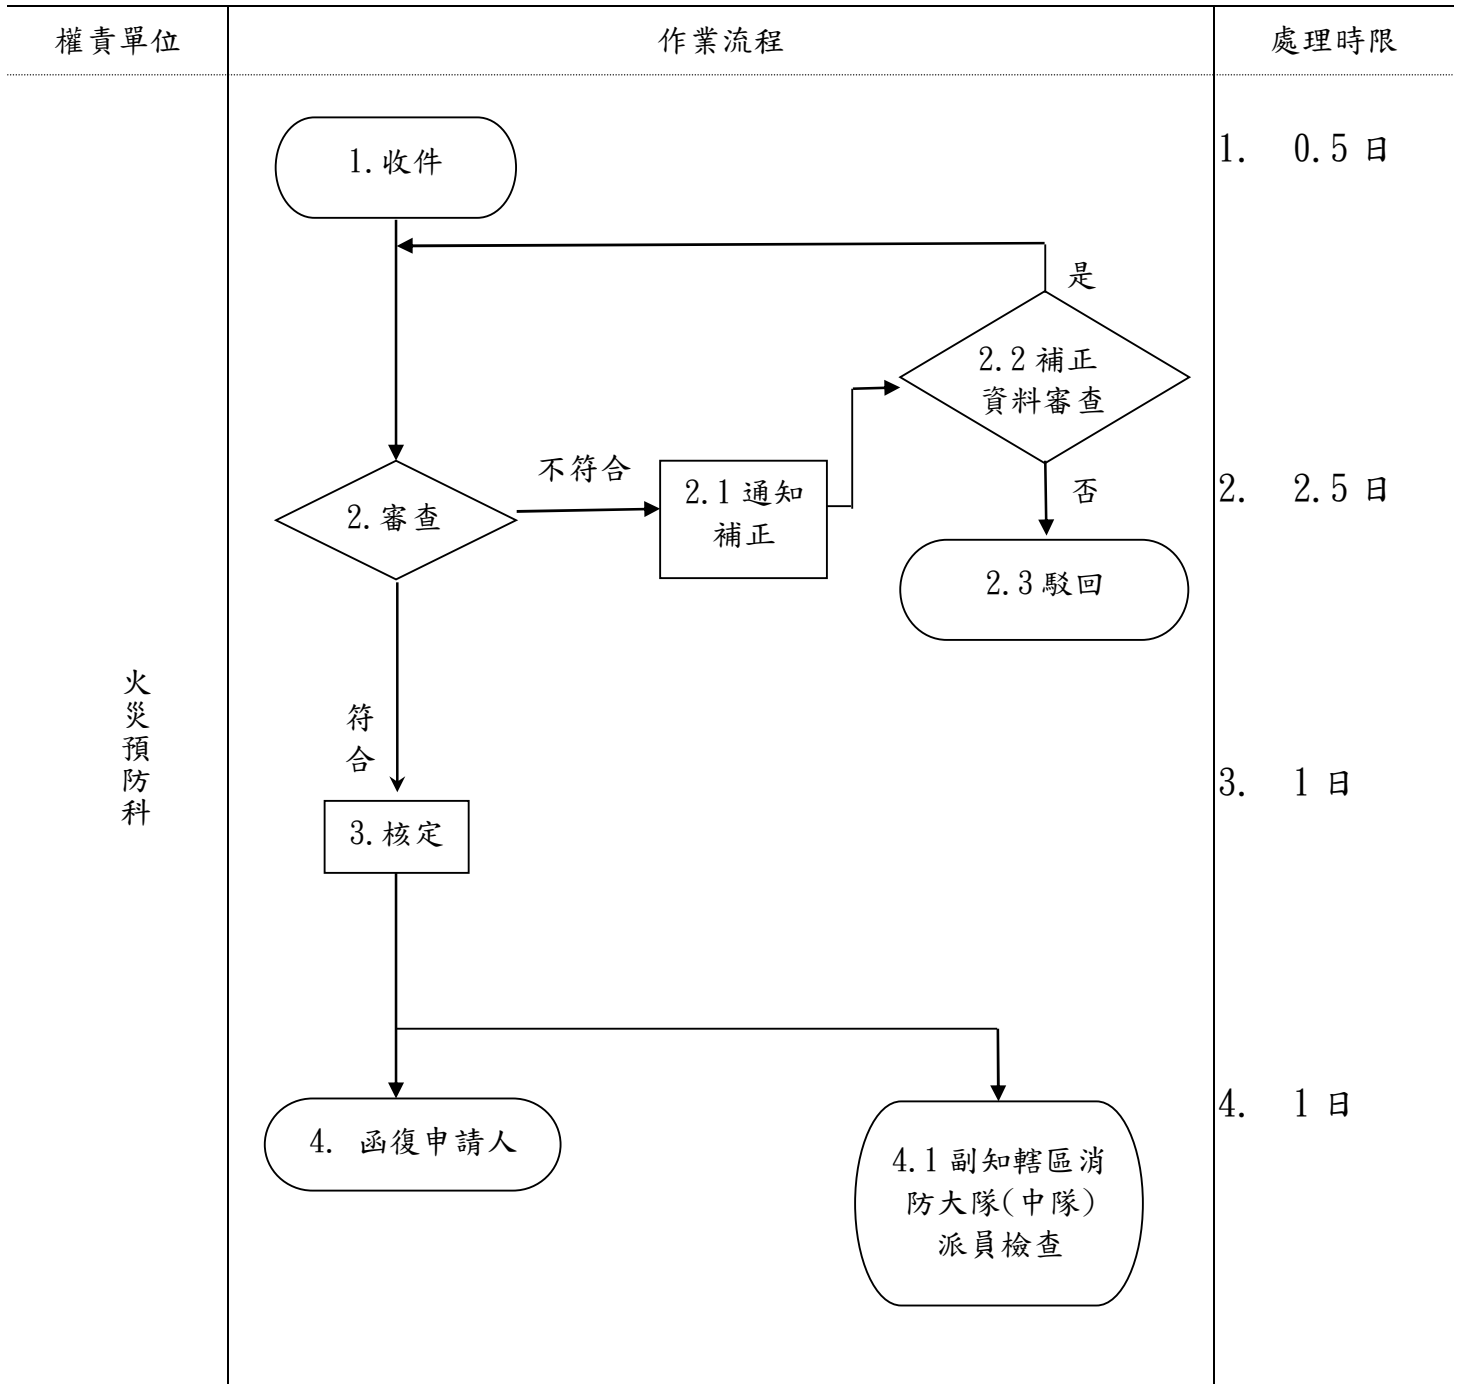 權責單位
作業流程
處理時限
1.收件
1. 0.5日
是
2.2補正
資料審查
不符合
2.1通知
補正
2.審查
否
2. 2.5日
2.3駁回
火災預防科
符合
3. 1日
3.核定
4. 1日
4. 函復申請人
4.1副知轄區消
防大隊(中隊)
派員檢查